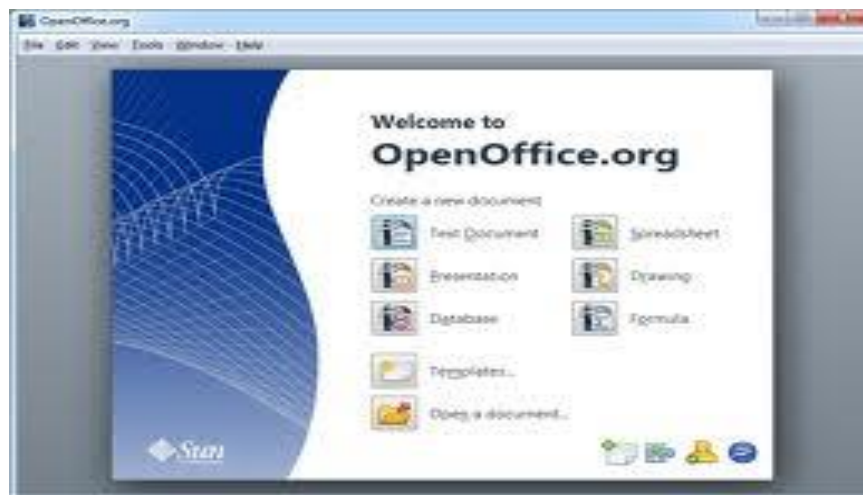 OpenOffice.org
File Edit View Tools Window Help
Welcome to
OpenOffice.org
Create a new document
Text Document Spreadsheet
Presentation Drawing
Database Formula
Templates...
Open a document...
Sun